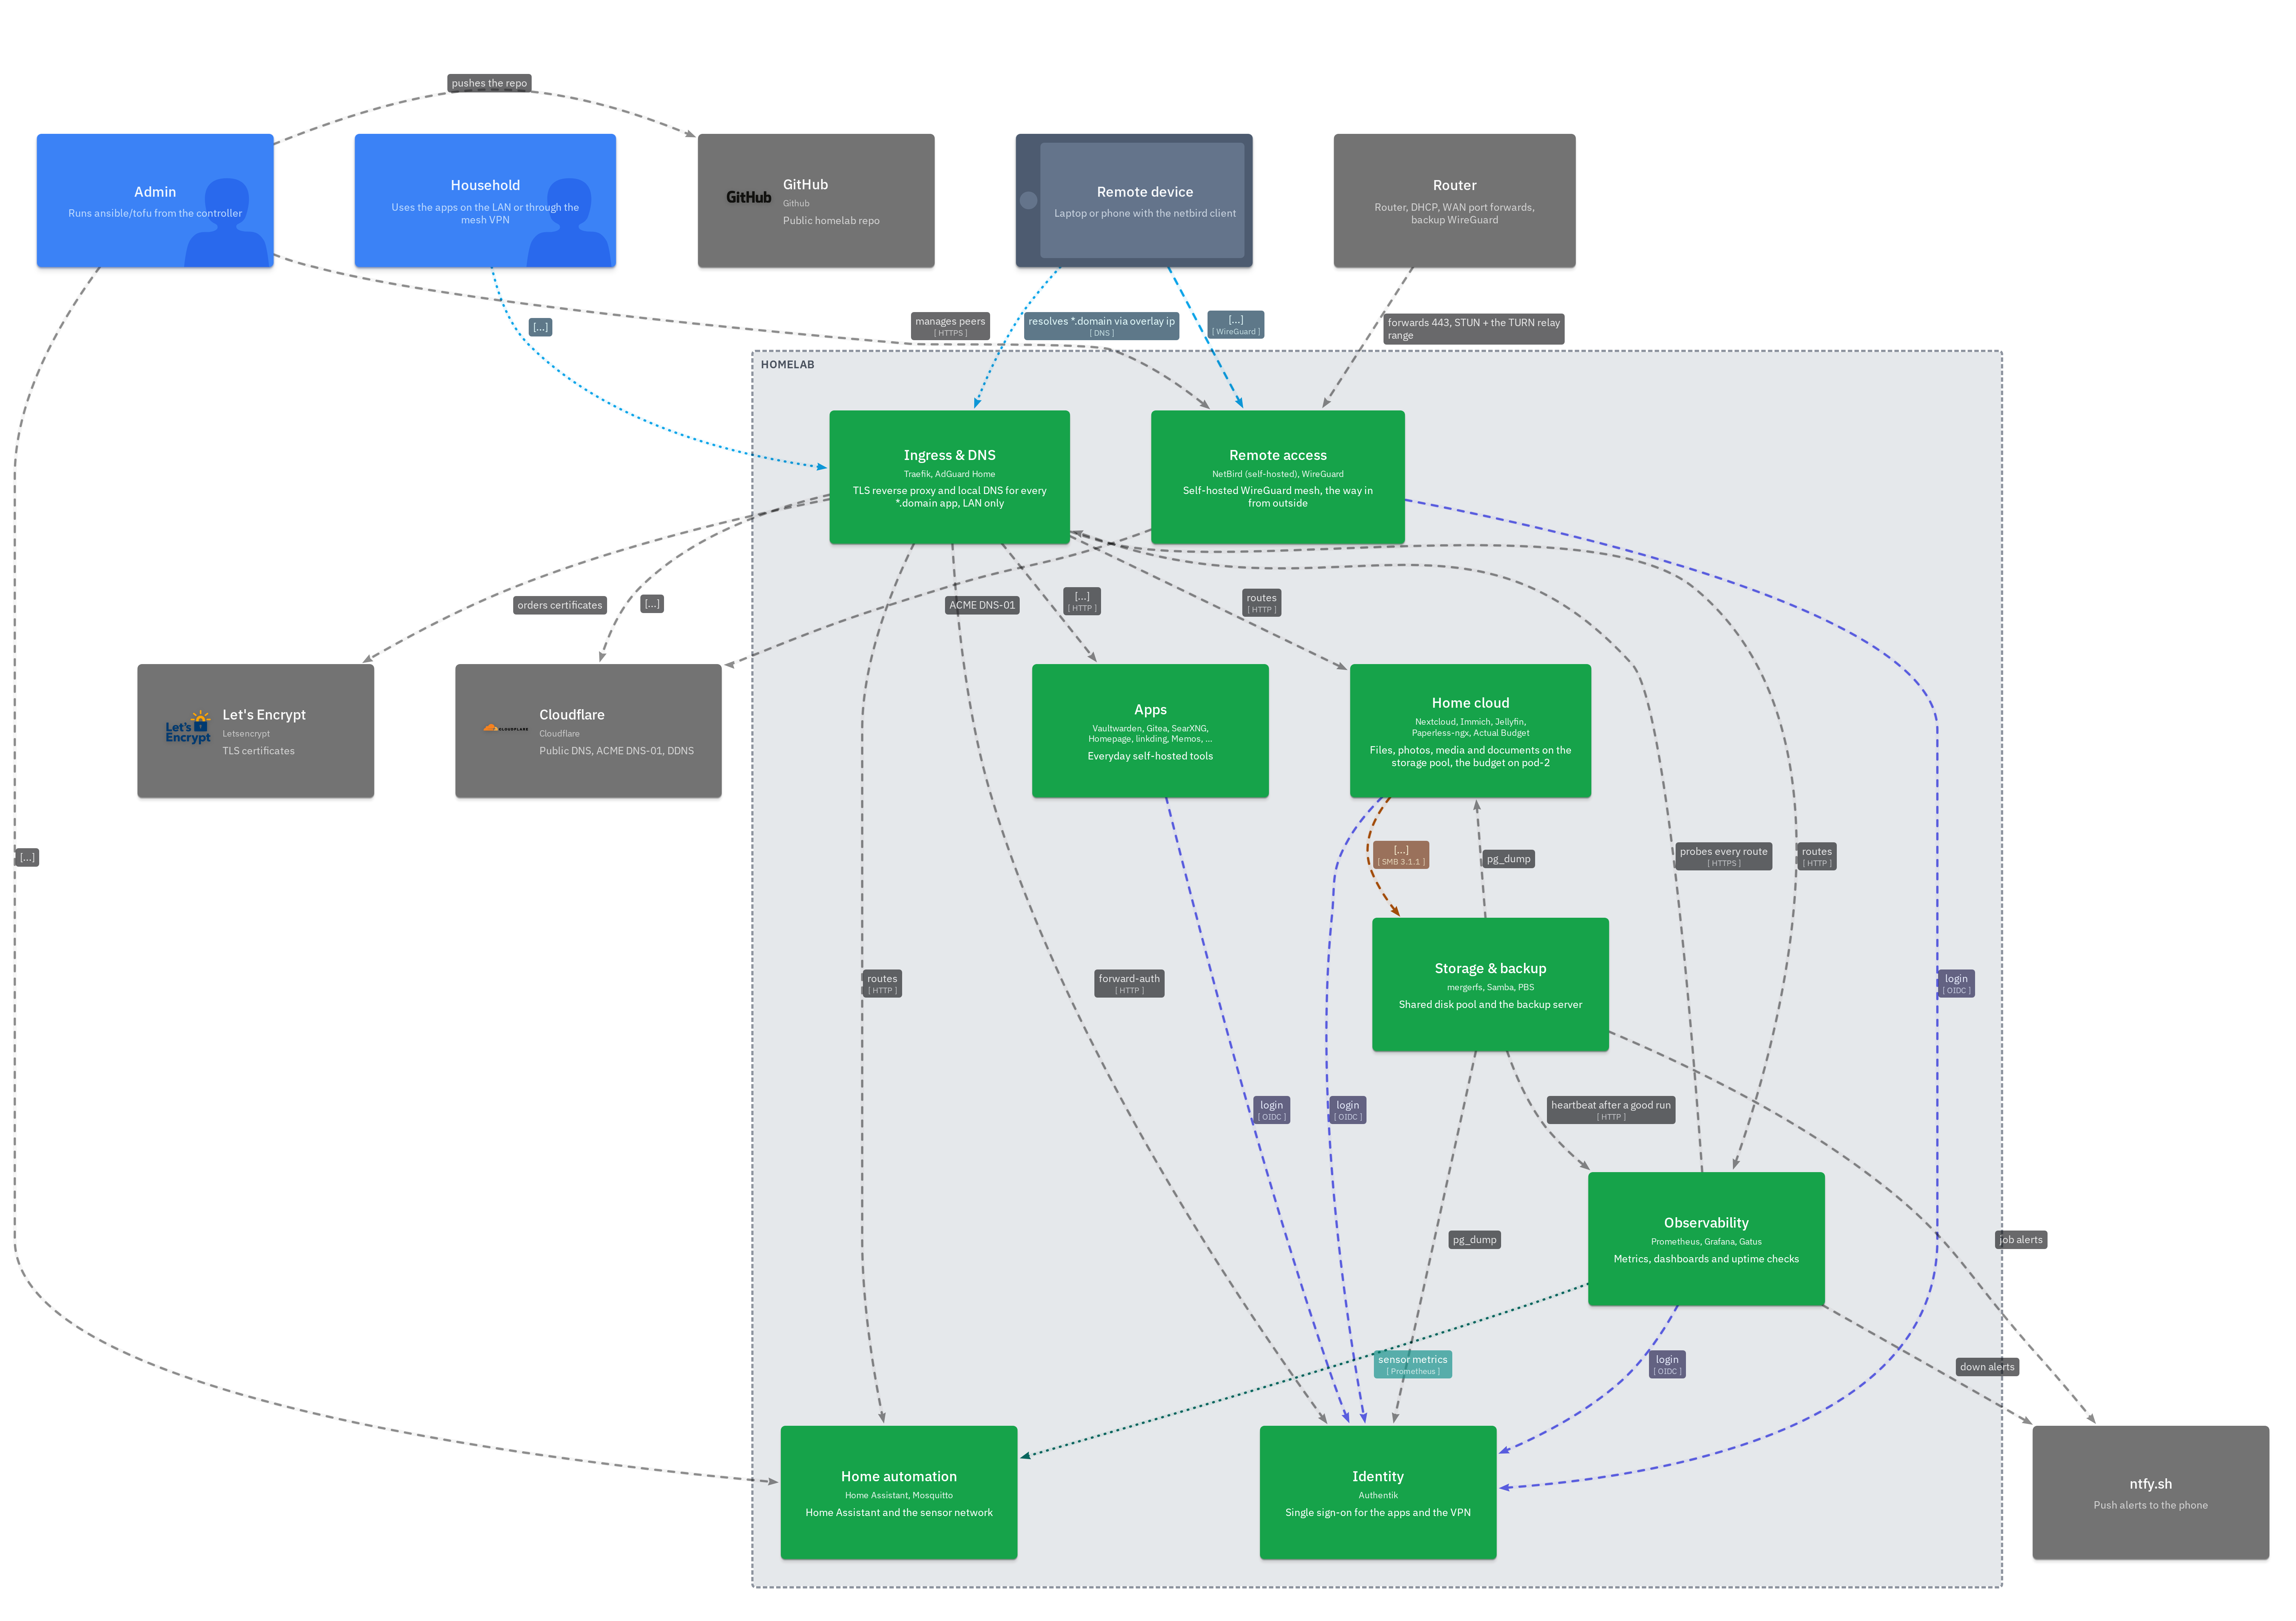 pushes the repo
Admin
Runs ansible/tofu from the controller
Household
Uses the apps on the LAN or through the
mesh VPN
GitHub
GitHub
Github
Public homelab repo
Remote device
Laptop or phone with the netbird client
Router
Router, DHCP, WAN port forwards,
backup WireGuard
[...]
manages peers
[ HTTPS ]
resolves *.domain via overlay ip
[ DNS ]
[...]
[ WireGuard ]
forwards 443, STUN + the TURN relay
range
HOMELAB
Ingress & DNS
Traefik, AdGuard Home
TLS reverse proxy and local DNS for every
*.domain app, LAN only
Remote access
NetBird (self-hosted), WireGuard
Self-hosted WireGuard mesh, the way in
from outside
orders certificates
[...]
ACME DNS-01
[...]
[ HTTP ]
routes
[ HTTP ]
Let's
Encrypt
Let's Encrypt
Letsencrypt
TLS certificates
CLOUDFLARE
Cloudflare
Cloudflare
Public DNS, ACME DNS-01, DDNS
Apps
Vaultwarden, Gitea, SearXNG,
Homepage, linkding, Memos, ...
Everyday self-hosted tools
Home cloud
Nextcloud, Immich, Jellyfin,
Paperless-ngx, Actual Budget
Files, photos, media and documents on the
storage pool, the budget on pod-2
[...]
[...]
[ SMB 3.1.1 ]
pg_dump
probes every route
[ HTTPS ]
routes
[ HTTP ]
Storage & backup
mergerfs, Samba, PBS
Shared disk pool and the backup server
routes
[ HTTP ]
forward-auth
[ HTTP ]
login
[ OIDC ]
login
[ OIDC ]
login
[ OIDC ]
heartbeat after a good run
[ HTTP ]
Observability
Prometheus, Grafana, Gatus
Metrics, dashboards and uptime checks
pg_dump
job alerts
sensor metrics
[ Prometheus ]
login
[ OIDC ]
down alerts
Home automation
Home Assistant, Mosquitto
Home Assistant and the sensor network
Identity
Authentik
Single sign-on for the apps and the VPN
ntfy.sh
Push alerts to the phone